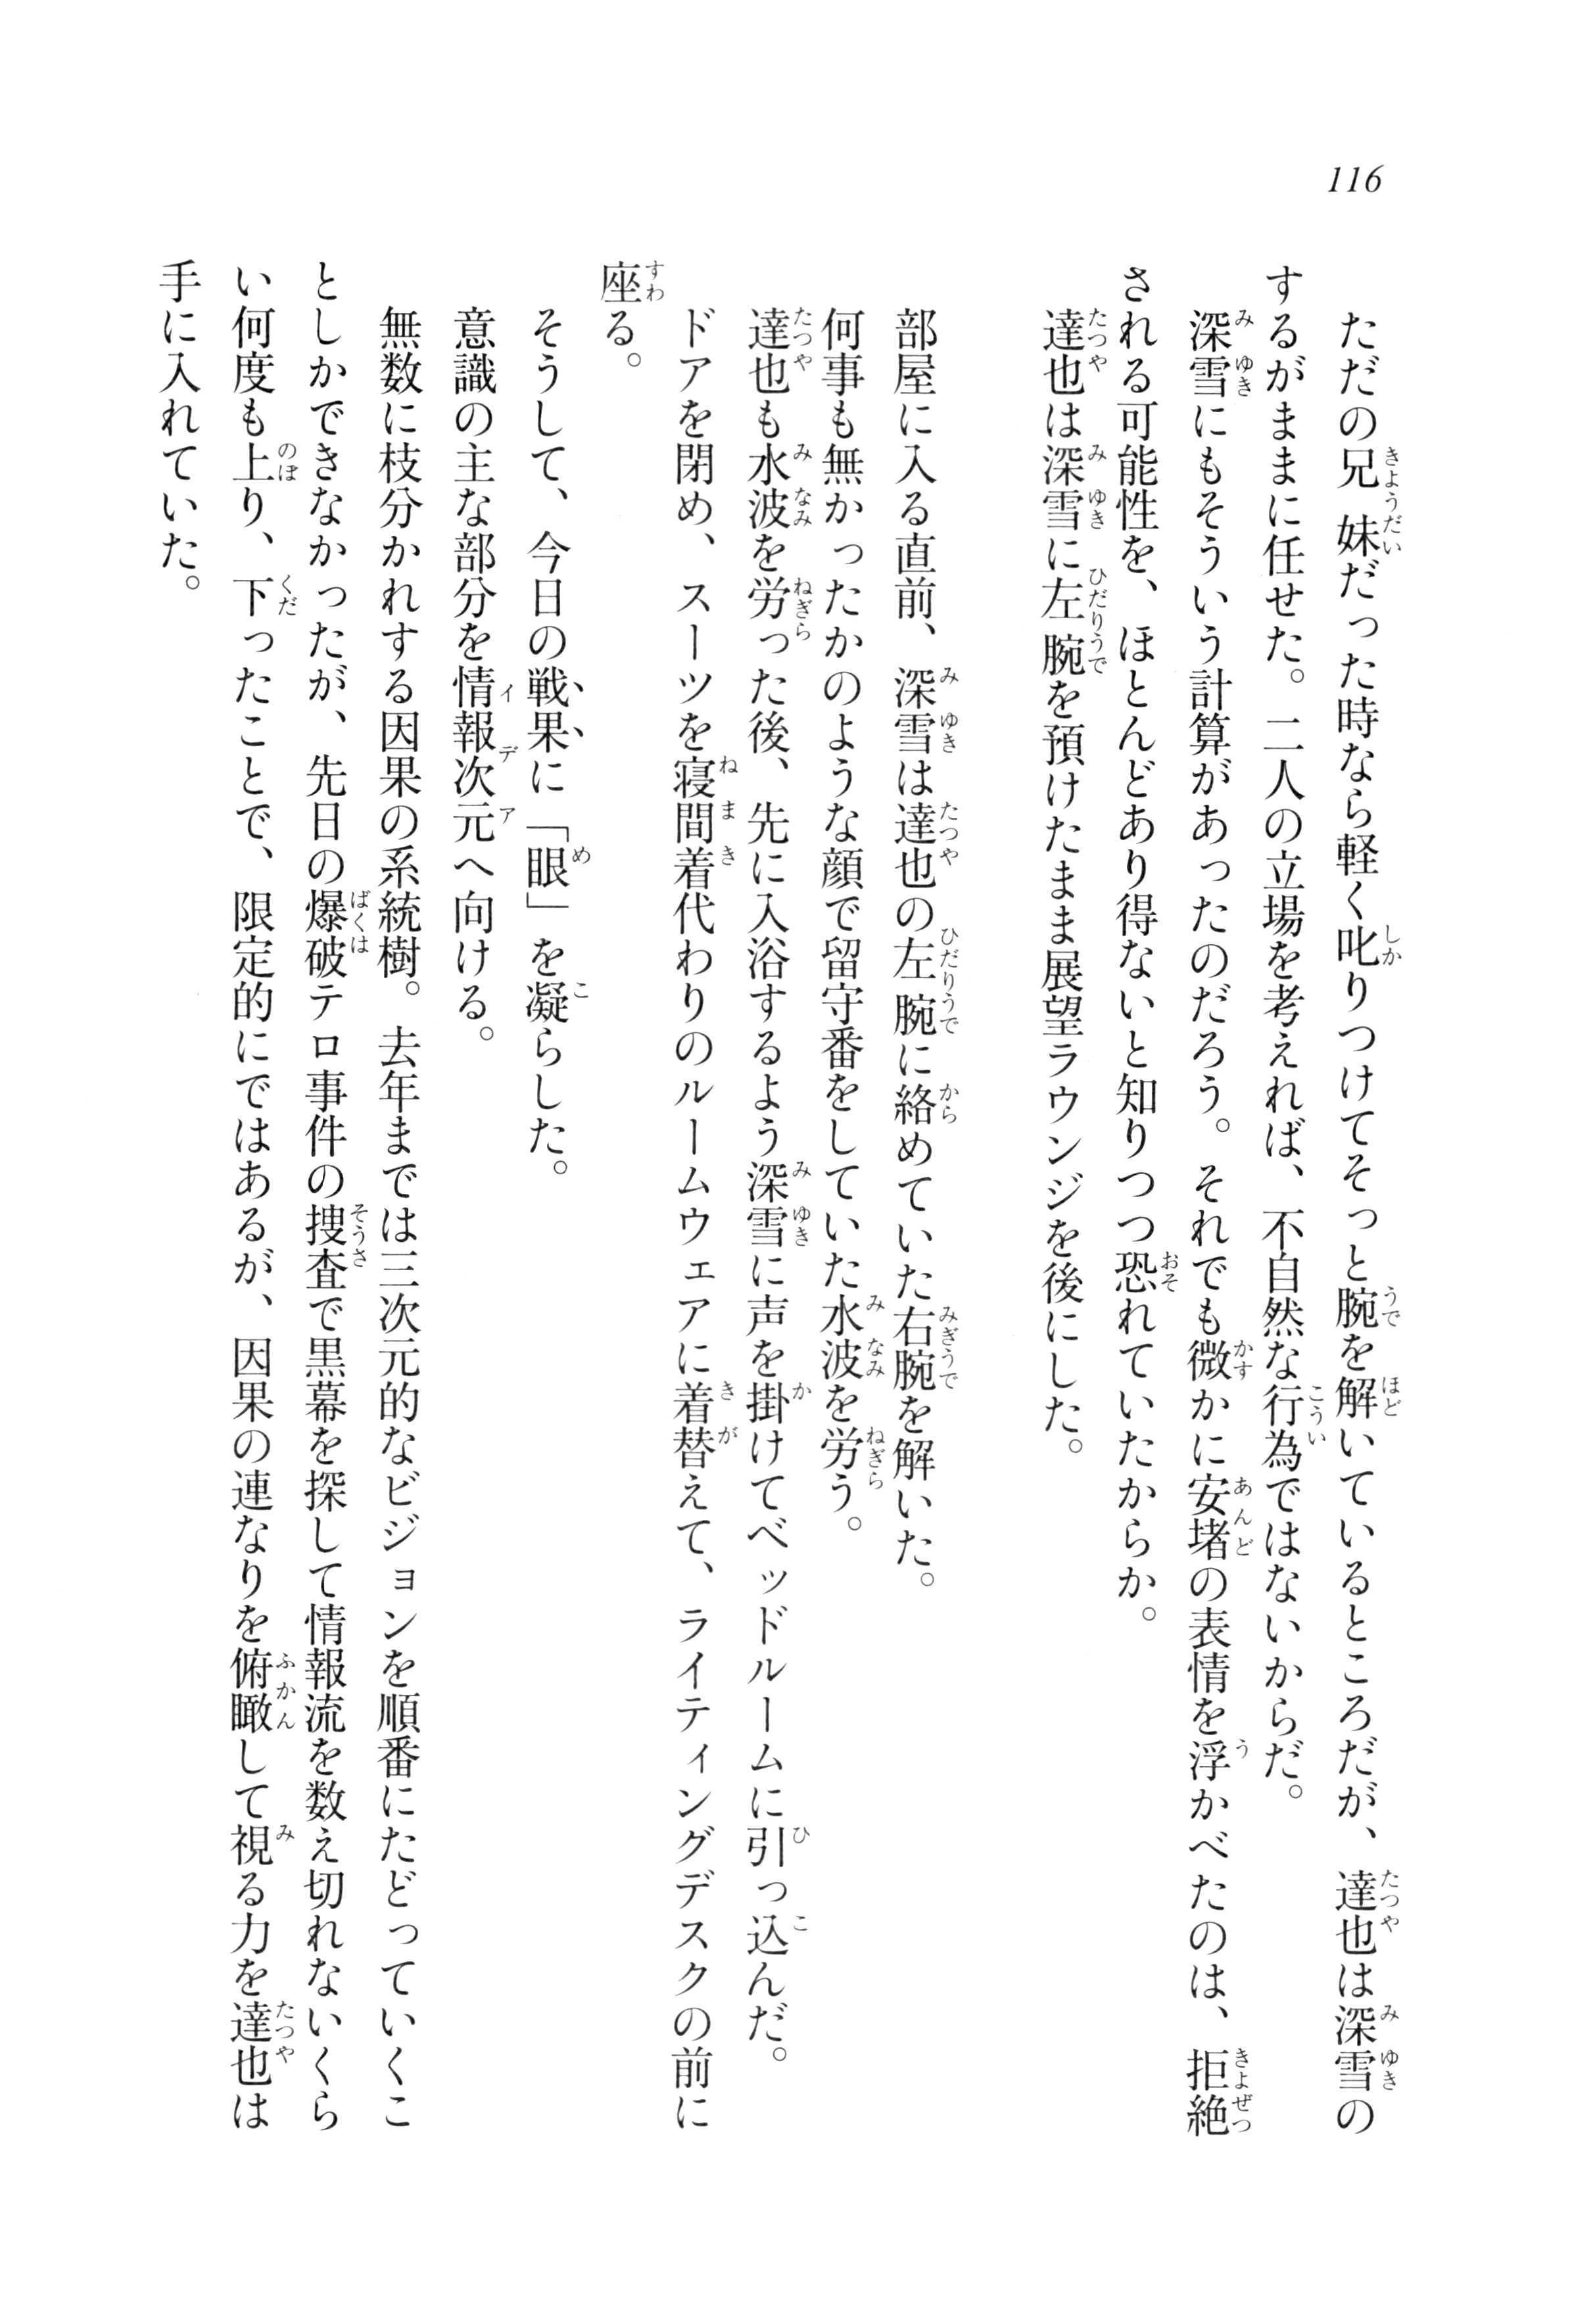 116
ただの兄妹だった時なら軽く叱りつけてそっと腕を解いているところだが、達也は深雪の
するがままに任せた。二人の立場を考えれば、不自然な行為ではないからだ。
深雪にもそういう計算があったのだろう。それでも微かに安堵の表情を浮かべたのは、拒絶
される可能性を、ほとんどあり得ないと知りつつ恐れていたからか。
達也は深雪に左腕を預けたまま展望ラウンジを後にした。
部屋に入る直前、深雪は達也の左腕に絡めていた右腕を解いた。
何事も無かったかのような顔で留守番をしていた水波を労う。
達也も水波を労った後、先に入浴するよう深雪に声を掛けてベッドルームに引っ込んだ。
ドアを閉め、スーツを寝間着代わりのルームウェアに着替えて、ライティングデスクの前に
座る。
そうして、今日の戦果に「眼」を凝らした。
意識の主な部分を情報次元へ向ける。
無数に枝分かれする因果の系統樹。去年までは三次元的なビジョンを順番にたどっていくこ
としかできなかったが、先日の爆破テロ事件の捜査で黒幕を探して情報流を数え切れないくら
い何度も上り、下ったことで、限定的にではあるが、因果の連なりを俯瞰して視る力を達也は
手に入れていた。